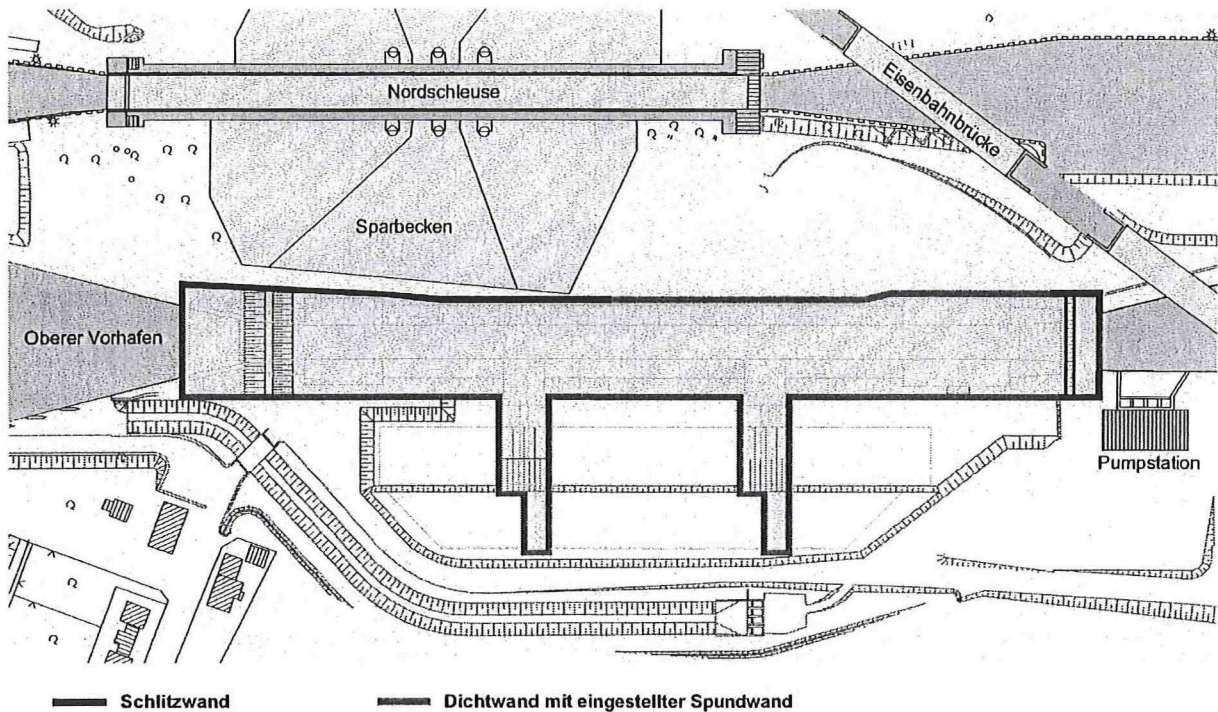 Nordschleuse
Eisenbahnbrücke
Sparbecken
Oberer Vorhafen
Pumpstation
Schlitzwand
Dichtwand mit eingestellter Spundwand